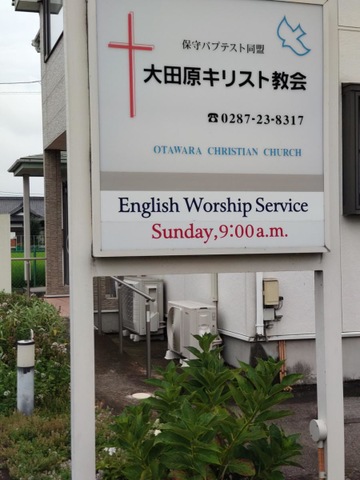 保守バプテスト同盟
大田原キリスト教会
☎0287-23-8317
OTAWARA CHRISTIAN CHURCH
English Worship Service
Sunday,9:00a.m.